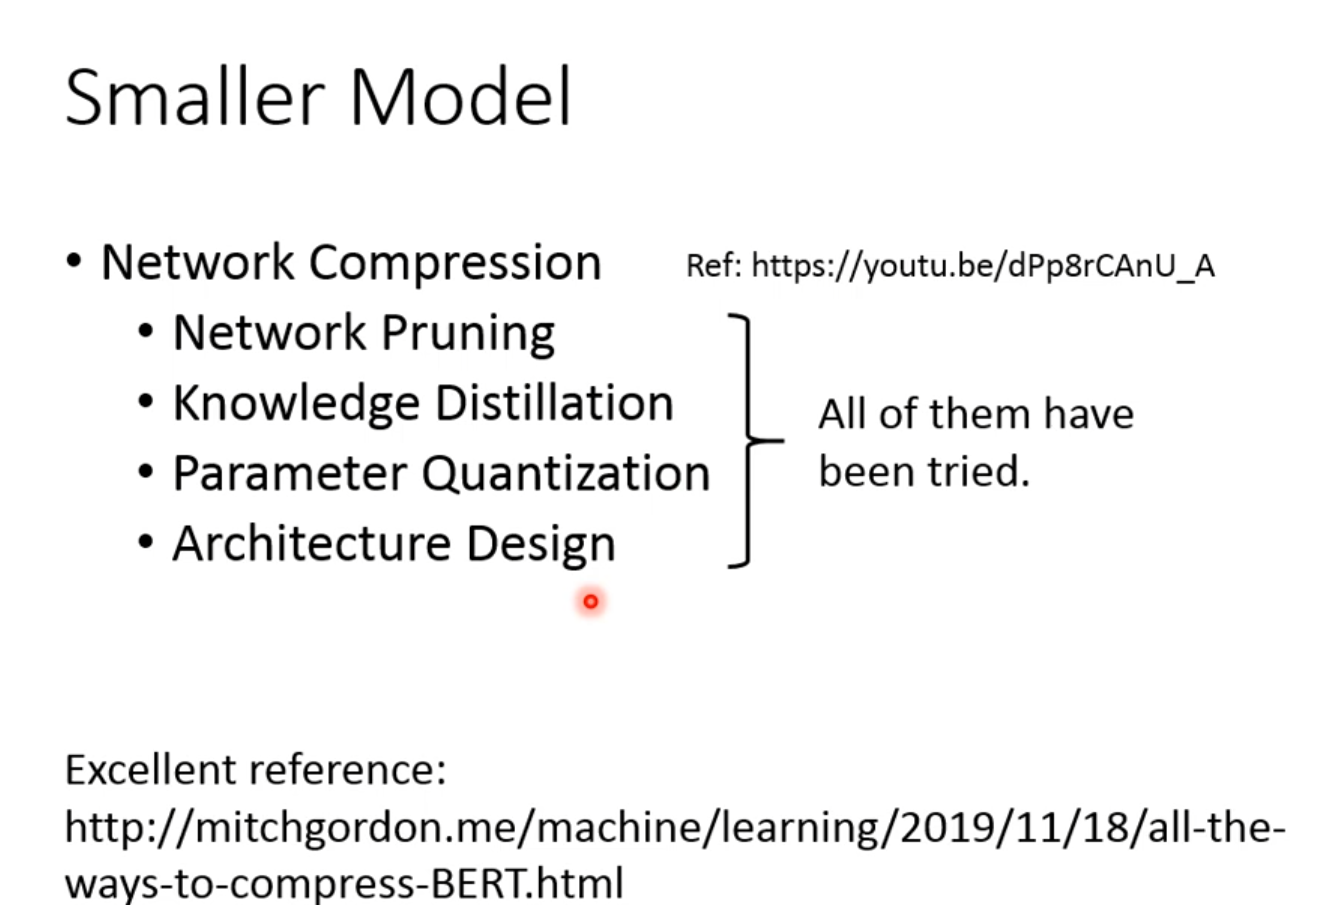 Smaller Model
• Network Compression
Ref: https://youtu.be/dPp8rCAnU_A
• Network Pruning
• Knowledge Distillation
• Parameter Quantization
• Architecture Design
All of them have
been tried.
Excellent reference:
http://mitchgordon.me/machine/learning/2019/11/18/all-the-
ways-to-compress-BERT.html